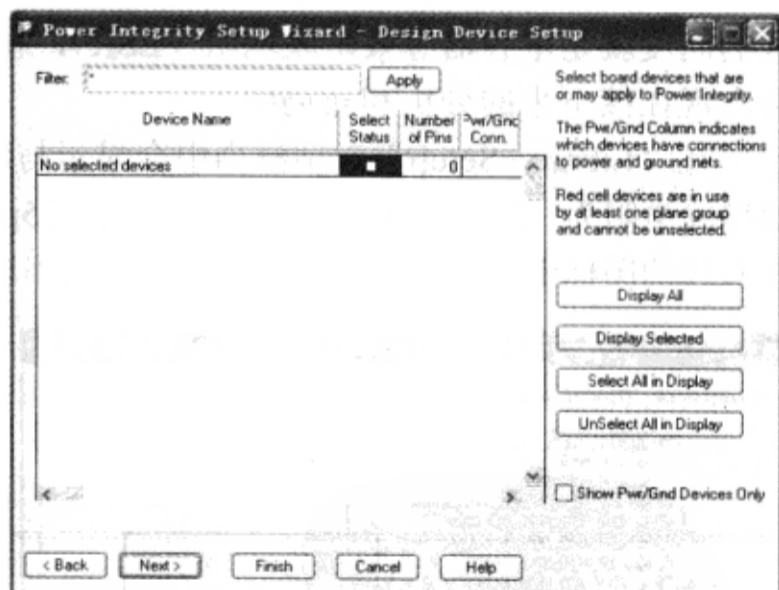 Power Integrity Setup Wizard - Design Device Setup
Filter: *
Apply
Device Name
Select Status
Number of Pins
Pwr/Gnd Conn.
No selected devices
0
Select board devices that are
or may apply to Power Integrity.
The Pwr/Gnd Column indicates
which devices have connections
to power and ground nets.
Red cell devices are in use
by at least one plane group
and cannot be unselected.
Display All
Display Selected
Select All in Display
UnSelect All in Display
Show Pwr/Gnd Devices Only
< Back
Next >
Finish
Cancel
Help